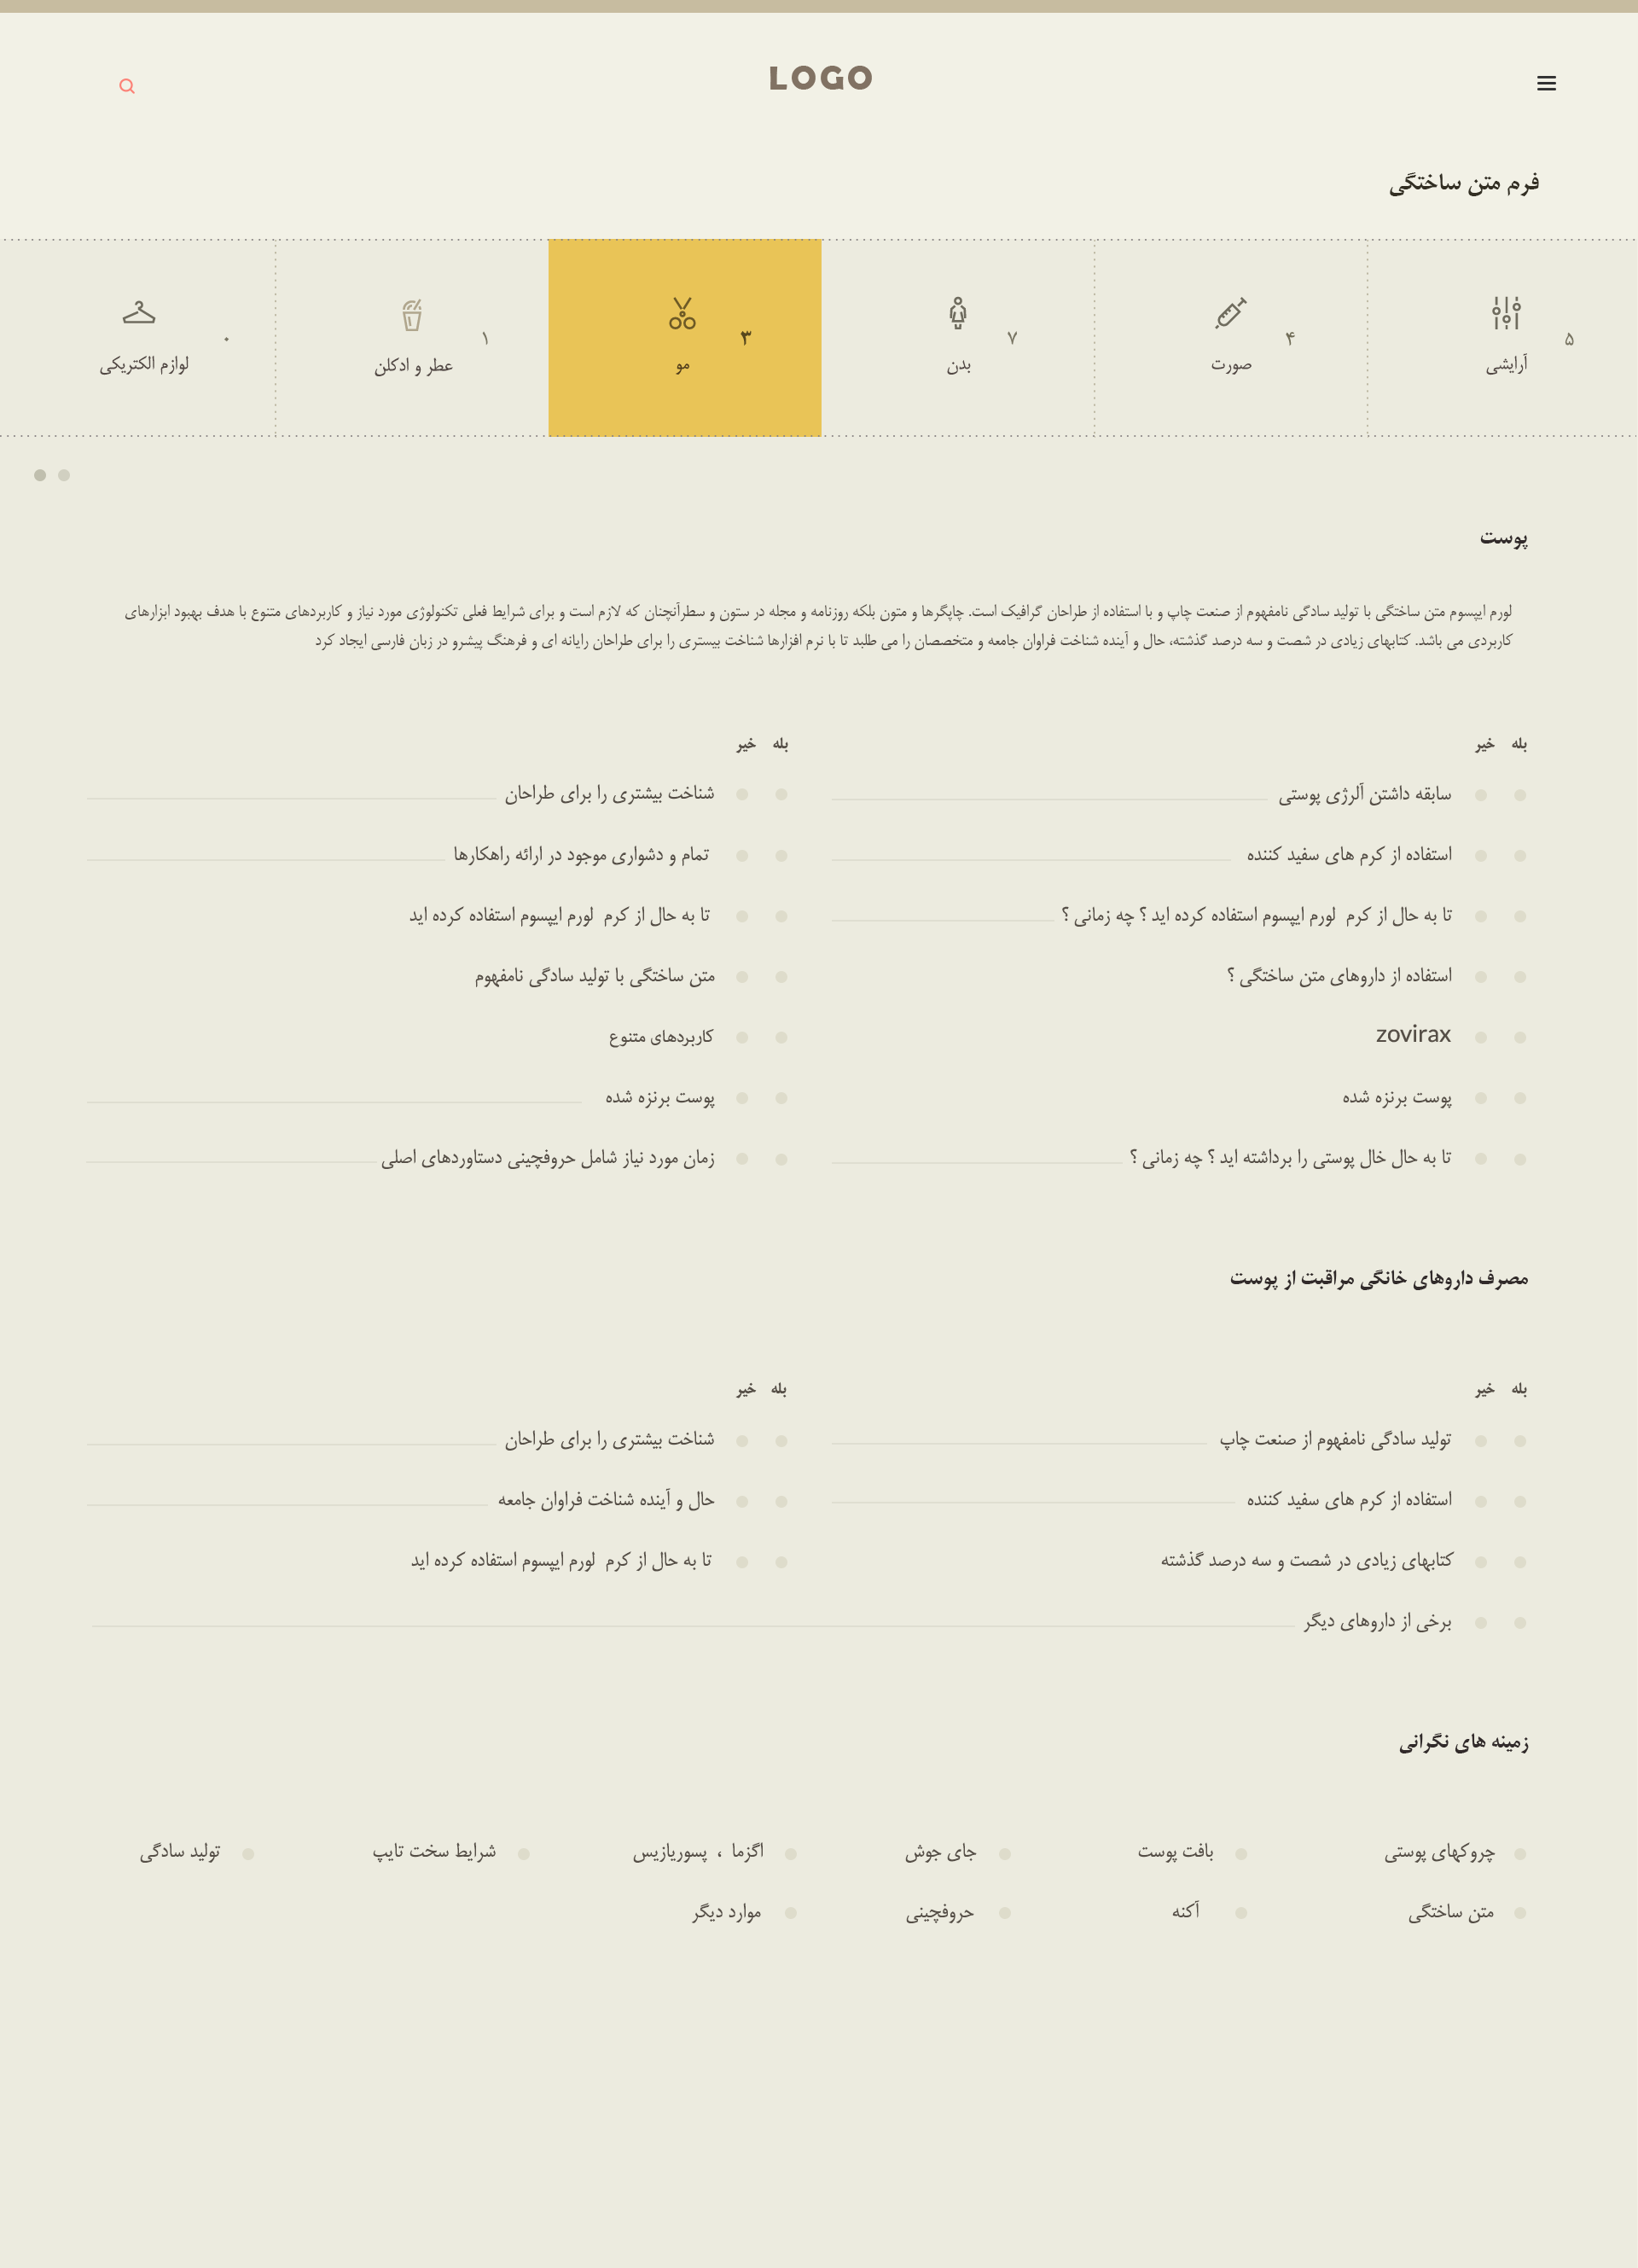 LOGO
فرم متن ساختگی
۵
آرایشی
۴
صورت
۷
بدن
۳
مو
۱
عطر و ادکلن
۰
لوازم الکتریکی
پوست
لورم ایپسوم متن ساختگی با تولید سادگی نامفهوم از صنعت چاپ و با استفاده از طراحان گرافیک است. چاپگرها و متون بلکه روزنامه و مجله در ستون و سطرآنچنان که لازم است و برای شرایط فعلی تکنولوژی مورد نیاز و کاربردهای متنوع با هدف بهبود ابزارهای
کاربردی می باشد. کتابهای زیادی در شصت و سه درصد گذشته، حال و آینده شناخت فراوان جامعه و متخصصان را می طلبد تا با نرم افزارها شناخت بیستری را برای طراحان رایانه ای و فرهنگ پیشرو در زبان فارسی ایجاد کرد
بله خیر
سابقه داشتن آلرژی پوستی
استفاده از کرم های سفید کننده
تا به حال از کرم لورم ایپسوم استفاده کرده اید ؟ چه زمانی ؟
استفاده از داروهای متن ساختگی ؟
zovirax
پوست برنزه شده
تا به حال خال پوستی را برداشته اید ؟ چه زمانی ؟
بله خیر
شناخت بیشتری را برای طراحان
تمام و دشواری موجود در ارائه راهکارها
تا به حال از کرم لورم ایپسوم استفاده کرده اید
متن ساختگی با تولید سادگی نامفهوم
کاربردهای متنوع
پوست برنزه شده
زمان مورد نیاز شامل حروفچینی دستاوردهای اصلی
مصرف داروهای خانگی مراقبت از پوست
بله خیر
تولید سادگی نامفهوم از صنعت چاپ
استفاده از کرم های سفید کننده
کتابهای زیادی در شصت و سه درصد گذشته
برخی از داروهای دیگر
بله خیر
شناخت بیشتری را برای طراحان
حال و آینده شناخت فراوان جامعه
تا به حال از کرم لورم ایپسوم استفاده کرده اید
زمینه های نگرانی
چروکهای پوستی
بافت پوست
جای جوش
اگزما ، پسوریازیس
شرایط سخت تایپ
تولید سادگی
متن ساختگی
آکنه
حروفچینی
موارد دیگر